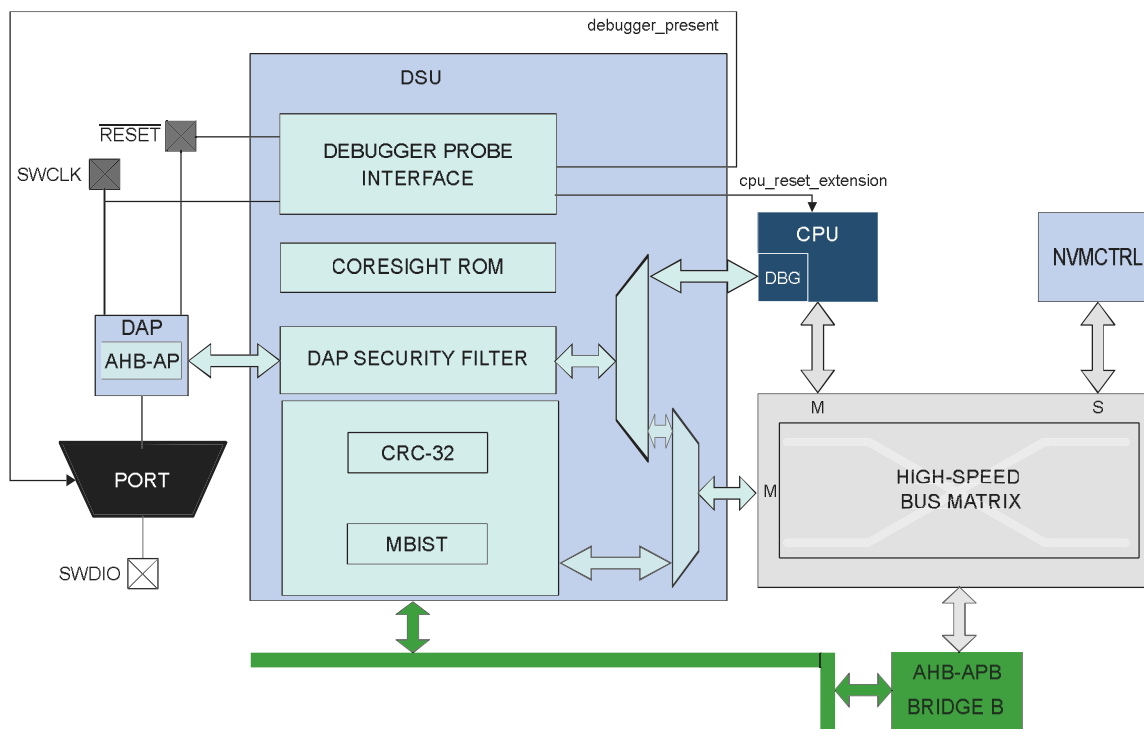 debugger_present
DSU
RESET
DEBUGGER PROBE
INTERFACE
SWCLK
cpu_reset_extension
CPU
DBG
NVMCTRL
CORESIGHT ROM
DAP
AHB-AP
DAP SECURITY FILTER
M
S
CRC-32
PORT
HIGH-SPEED
BUS MATRIX
M
MBIST
SWDIO
AHB-APB
BRIDGE B